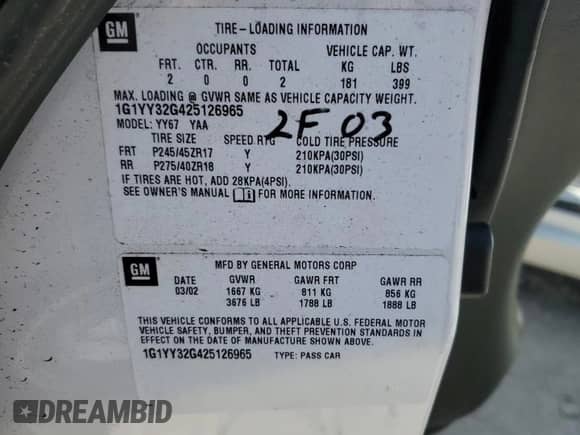 GM
TIRE-LOADING INFORMATION
OCCUPANTS VEHICLE CAP. WT.
FRT. CTR. RR. TOTAL KG LBS
2 0 0 2 181 399
MAX. LOADING @ GVWR SAME AS VEHICLE CAPACITY WEIGHT.
1G1YY32G425126965
MODEL: YY67 YAA
2F 03
TIRE SIZE SPEED RTG COLD TIRE PRESSURE
FRT P245/45ZR17 Y 210KPA(30PSI)
RR P275/40ZR18 Y 210KPA(30PSI)
IF TIRES ARE HOT, ADD 28KPA(4PSI).
SEE OWNER'S MANUAL FOR MORE INFORMATION.
GM
MFD BY GENERAL MOTORS CORP
DATE GVWR GAWR FRT GAWR RR
03/02 1667 KG 811 KG 856 KG
3676 LB 1788 LB 1888 LB
THIS VEHICLE CONFORMS TO ALL APPLICABLE U.S. FEDERAL MOTOR
VEHICLE SAFETY, BUMPER, AND THEFT PREVENTION STANDARDS
IN EFFECT ON THE DATE OF MANUFACTURE SHOWN ABOVE.
1G1YY32G425126965 TYPE: PASS CAR
DREAMBID